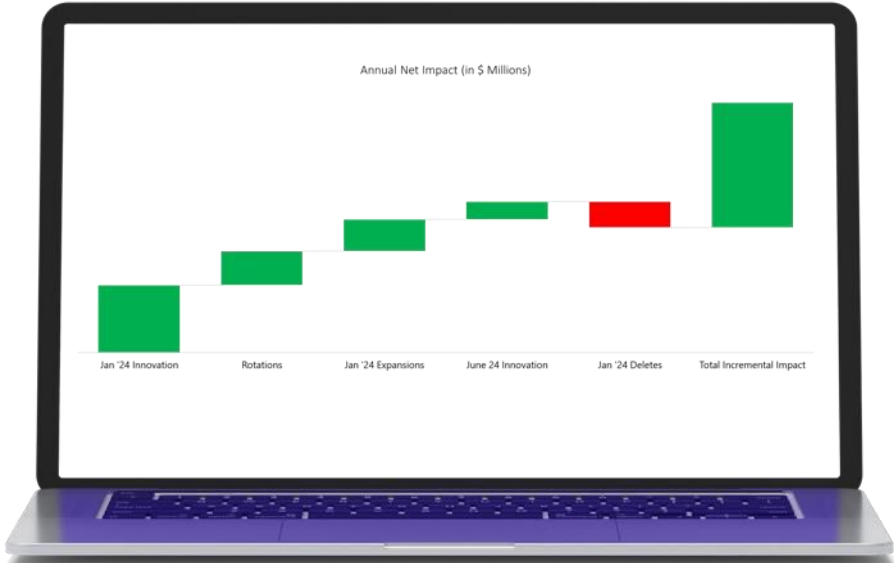 Annual Net Impact (in $ Millions)
Jan '24 Innovation
Rotations
Jan '24 Expansions
June 24 Innovation
Jan '24 Deletes
Total Incremental Impact